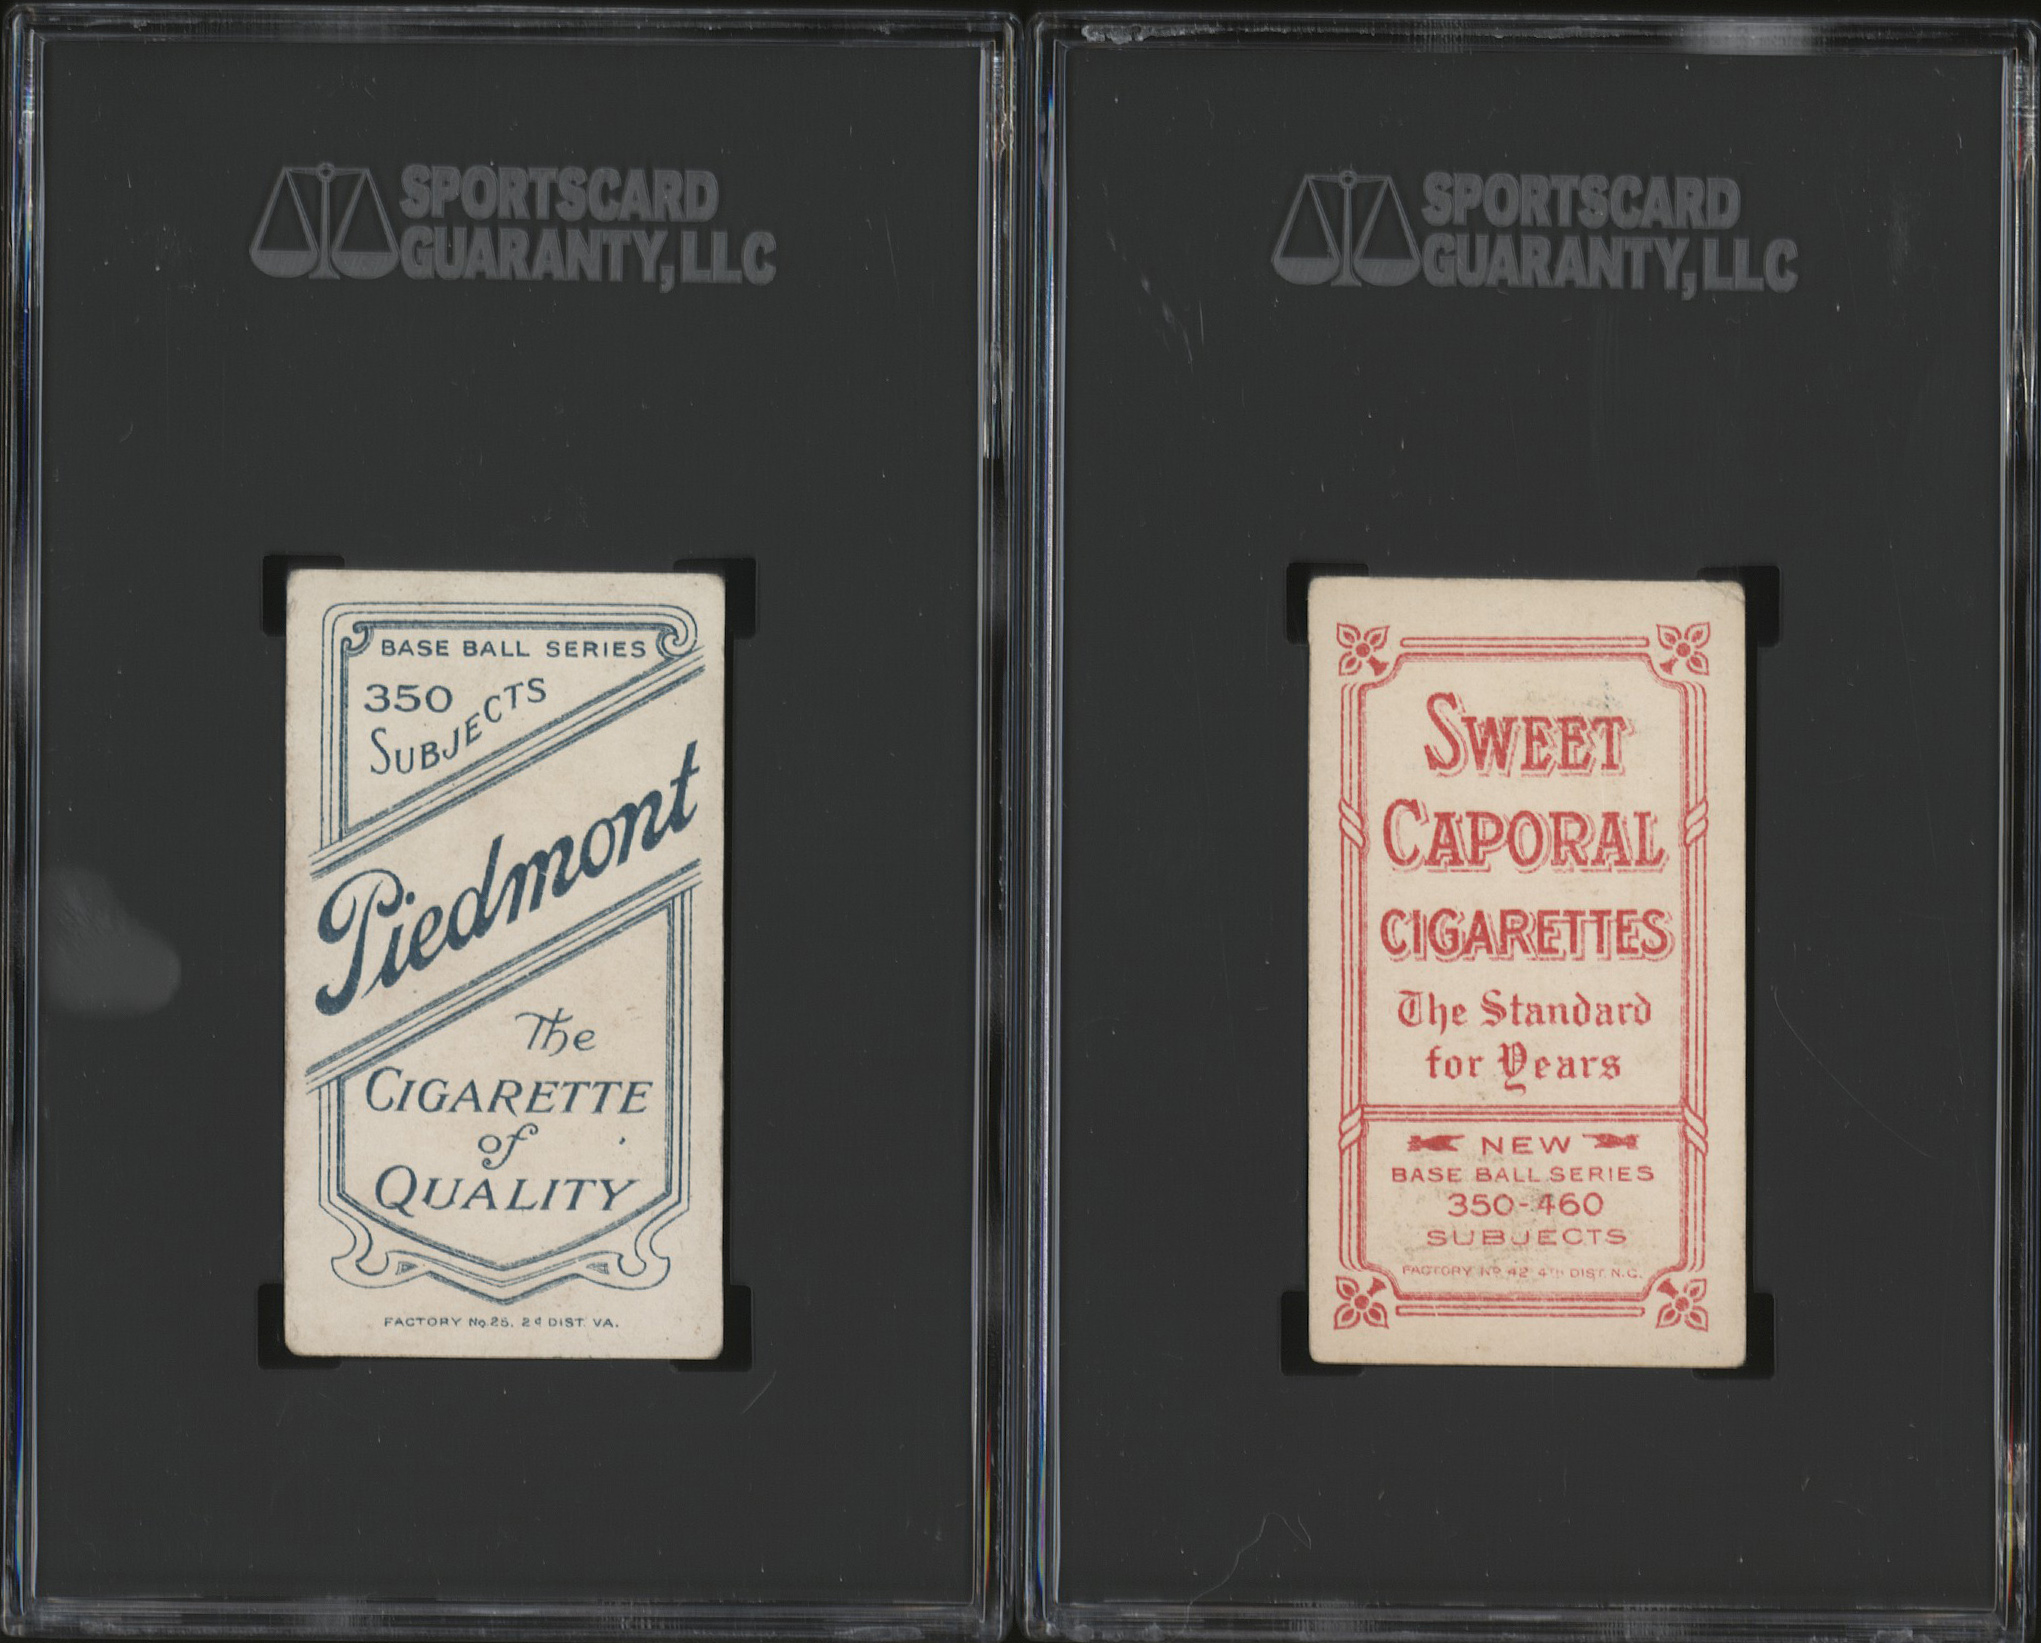 SPORTSCARD
GUARANTY, LLC
BASE BALL SERIES
350
SUBJECTS
Piedmont
The
CIGARETTE
of
QUALITY
FACTORY No. 25. 2d DIST. VA.
SPORTSCARD
GUARANTY, LLC
SWEET
CAPORAL
CIGARETTES
The Standard
for Years
NEW
BASE BALL SERIES
350-460
SUBJECTS
FACTORY No 42 4TH DIST. N.C.